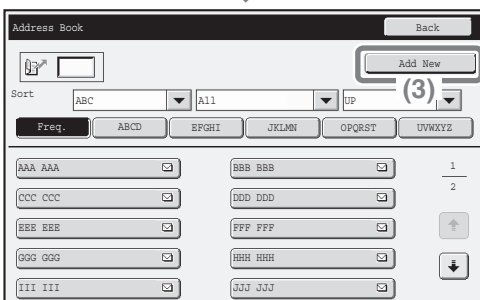 Address Book Back
Add New
(3)
Sort ABC All UP
Freq. ABCD EFGHI JKLMN OPQRST UVWXYZ
AAA AAA BBB BBB 1
CCC CCC DDD DDD 2
EEE EEE FFF FFF
GGG GGG HHH HHH
III III JJJ JJJ